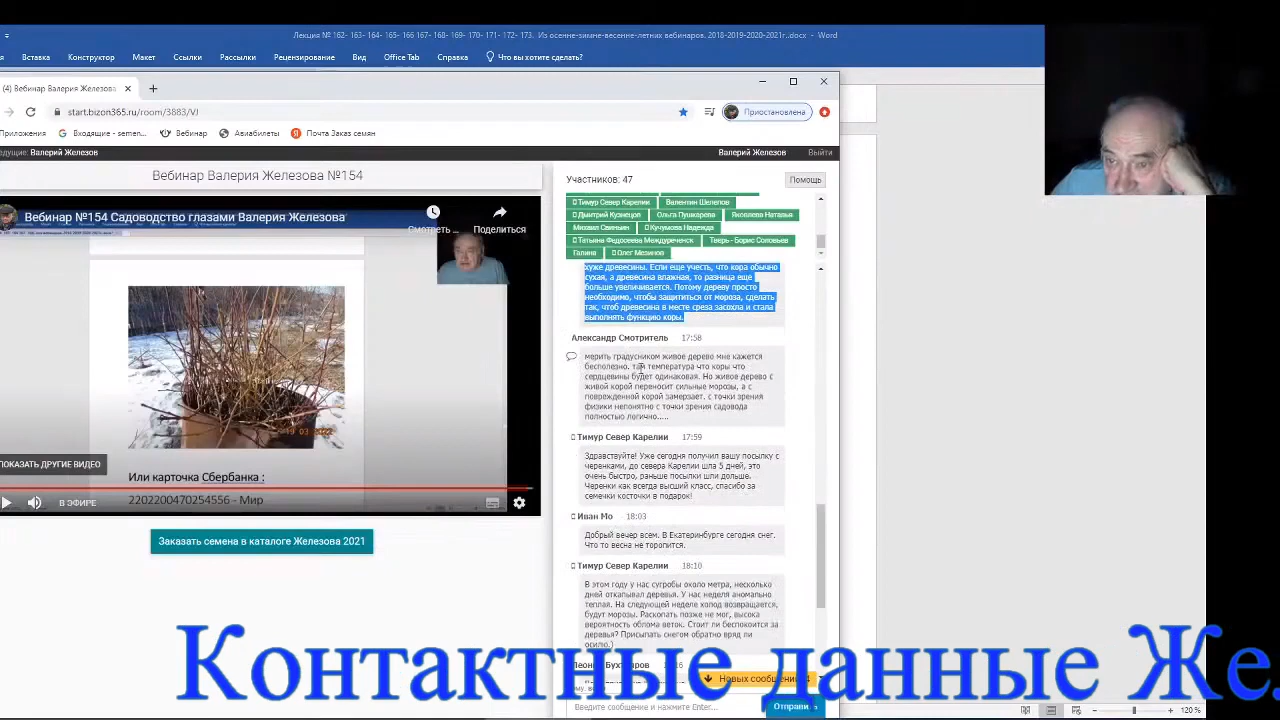 Лекция № 162- 163- 164- 165- 166 167- 168- 169- 170- 171- 172- 173. Из осенне-зимне-весенне-летних вебинаров. 2018-2019-2020-2021г..docx - Word
Вставка Конструктор Макет Ссылки Рассылки Рецензирование Вид Office Tab Справка Что вы хотите сделать?
(4) Вебинар Валерия Железова
start.bizon365.ru/room/3883/VJ
Приостановлена
Приложения Входящие - semen... Вебинар Авиабилеты Почта Заказ семян
едущие: Валерий Железов
Валерий Железов Выйти
Вебинар Валерия Железова №154
Вебинар №154 Садоводство глазами Валерия Железова
Смотреть ... Поделиться
19 03 2022
ПОКАЗАТЬ ДРУГИЕ ВИДЕО
Или карточка Сбербанка :
2202200470254556 - Мир
В ЭФИРЕ
Заказать семена в каталоге Железова 2021
Участников: 47
Помощь
Тимур Север Карелии Валентин Шелепов
Дмитрий Кузнецов Ольга Пушкарева Яковлева Наталья
Михаил Свиньин Кучумова Надежда
Татьяна Федосеева Междуреченск Тверь - Борис Соловьев
Галина Олег Мезинов
хуже древесины. Если еще учесть, что кора обычно
сухая, а древесина влажная, то разница еще
больше увеличивается. Потому дереву просто
необходимо, чтобы защититься от мороза, сделать
так, чтоб древесина в месте среза засохла и стала
выполнять функцию коры.
Александр Смотритель 17:58
мерить градусником живое дерево мне кажется
бесполезно. там температура что коры что
сердцевины будет одинаковая. Но живое дерево с
живой корой переносит сильные морозы, а с
поврежденной корой замерзает. с точки зрения
физики непонятно с точки зрения садовода
полностью логично.....
Тимур Север Карелии 17:59
Здравствуйте! Уже сегодня получил вашу посылку с
черенками, до севера Карелии шла 5 дней, это
очень быстро, раньше посылки шли дольше.
Черенки как всегда высший класс, спасибо за
семечки косточки в подарок!
Иван Мо 18:03
Добрый вечер всем. В Екатеринбурге сегодня снег.
Что то весна не торопится.
Тимур Север Карелии 18:10
В этом году у нас сугробы около метра, несколько
дней откапывал деревья. У нас неделя аномально
теплая. На следующей неделе холод возвращается,
будут морозы. Раскопать позже не мог, высока
вероятность облома веток. Стоит ли беспокоится за
деревья? Присыпать снегом обратно вряд ли
осилю.)
Новых сообщений
Введите сообщение и нажмите Enter...
Отправить
Контактные данные Же
120 %